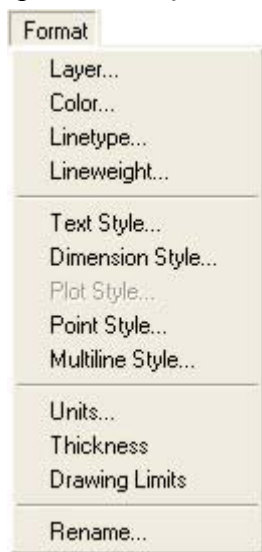 Format
Layer...
Color...
Linetype...
Lineweight...
Text Style...
Dimension Style...
Plot Style...
Point Style...
Multiline Style...
Units...
Thickness
Drawing Limits
Rename...